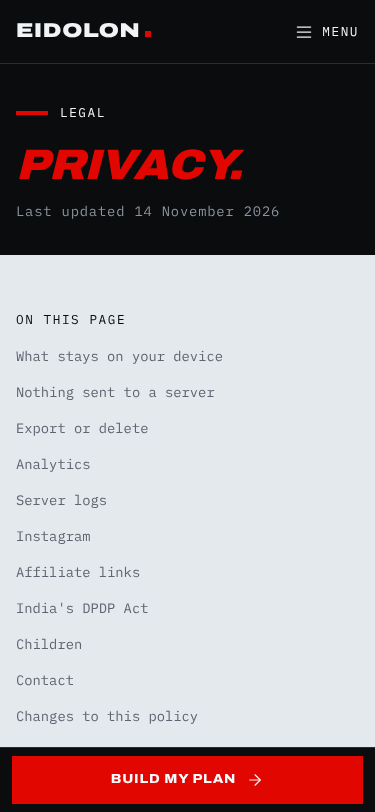 EIDOLON.
MENU
LEGAL
PRIVACY.
Last updated 14 November 2026
ON THIS PAGE
What stays on your device
Nothing sent to a server
Export or delete
Analytics
Server logs
Instagram
Affiliate links
India's DPDP Act
Children
Contact
Changes to this policy
BUILD MY PLAN →